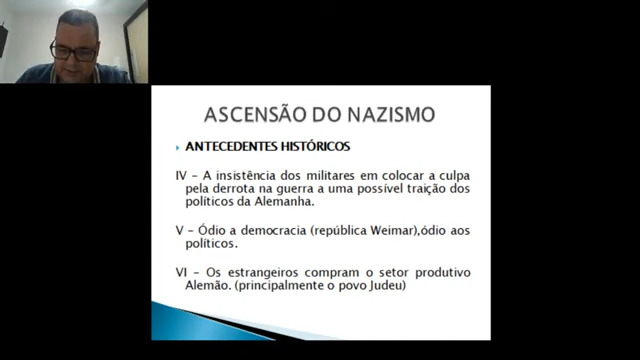 ASCENSÃO DO NAZISMO
ANTECEDENTES HISTÓRICOS
IV – A insistência dos militares em colocar a culpa
pela derrota na guerra a uma possível traição dos
políticos da Alemanha.
V – Ódio a democracia (república Weimar),ódio aos
políticos.
VI – Os estrangeiros compram o setor produtivo
Alemão. (principalmente o povo Judeu)